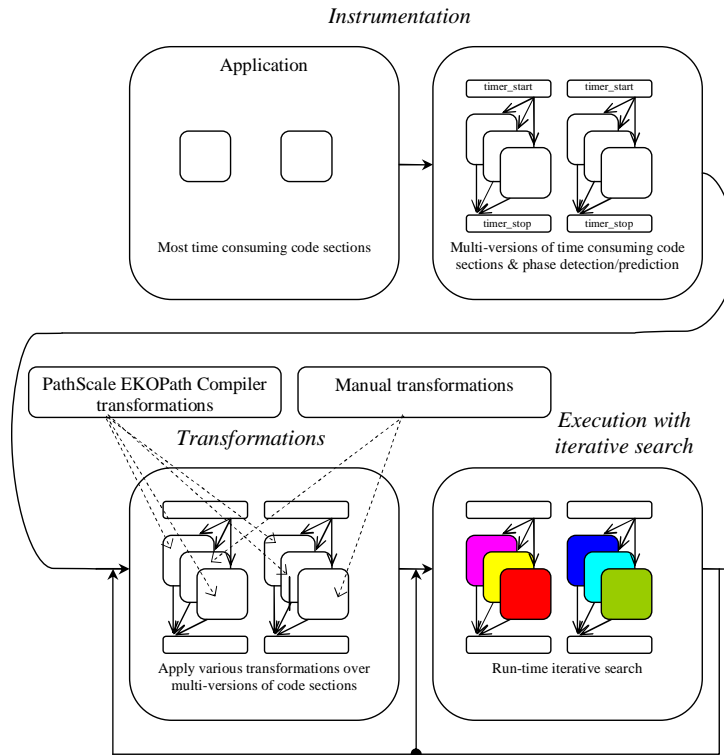 Instrumentation
Application
Most time consuming code sections
timer_start
timer_start
timer_stop
timer_stop
Multi-versions of time consuming code
sections & phase detection/prediction
PathScale EKOPath Compiler
transformations
Manual transformations
Transformations
Execution with
iterative search
Apply various transformations over
multi-versions of code sections
Run-time iterative search